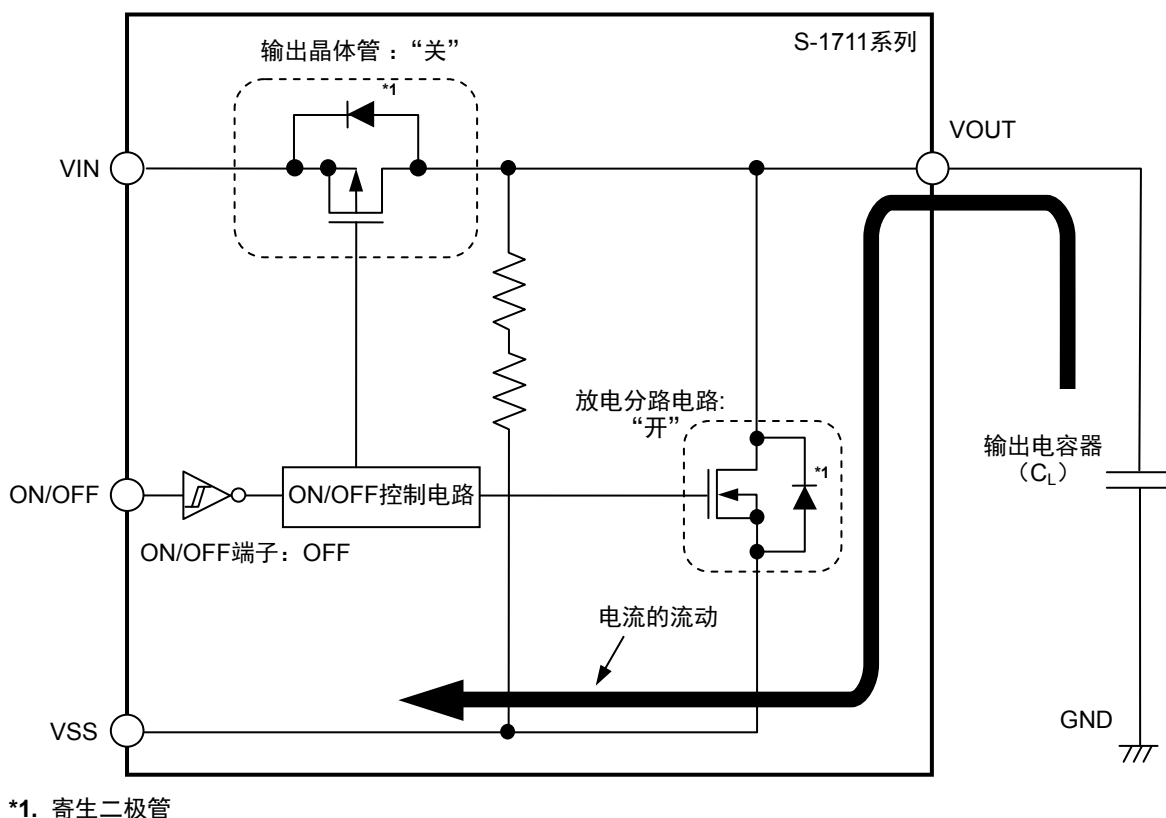 S-1711系列
输出晶体管：“关”
*1
VOUT
VIN
放电分路电路:
“开”
*1
输出电容器
（CL）
ON/OFF
ON/OFF控制电路
ON/OFF端子：OFF
电流的流动
VSS
GND
*1. 寄生二极管